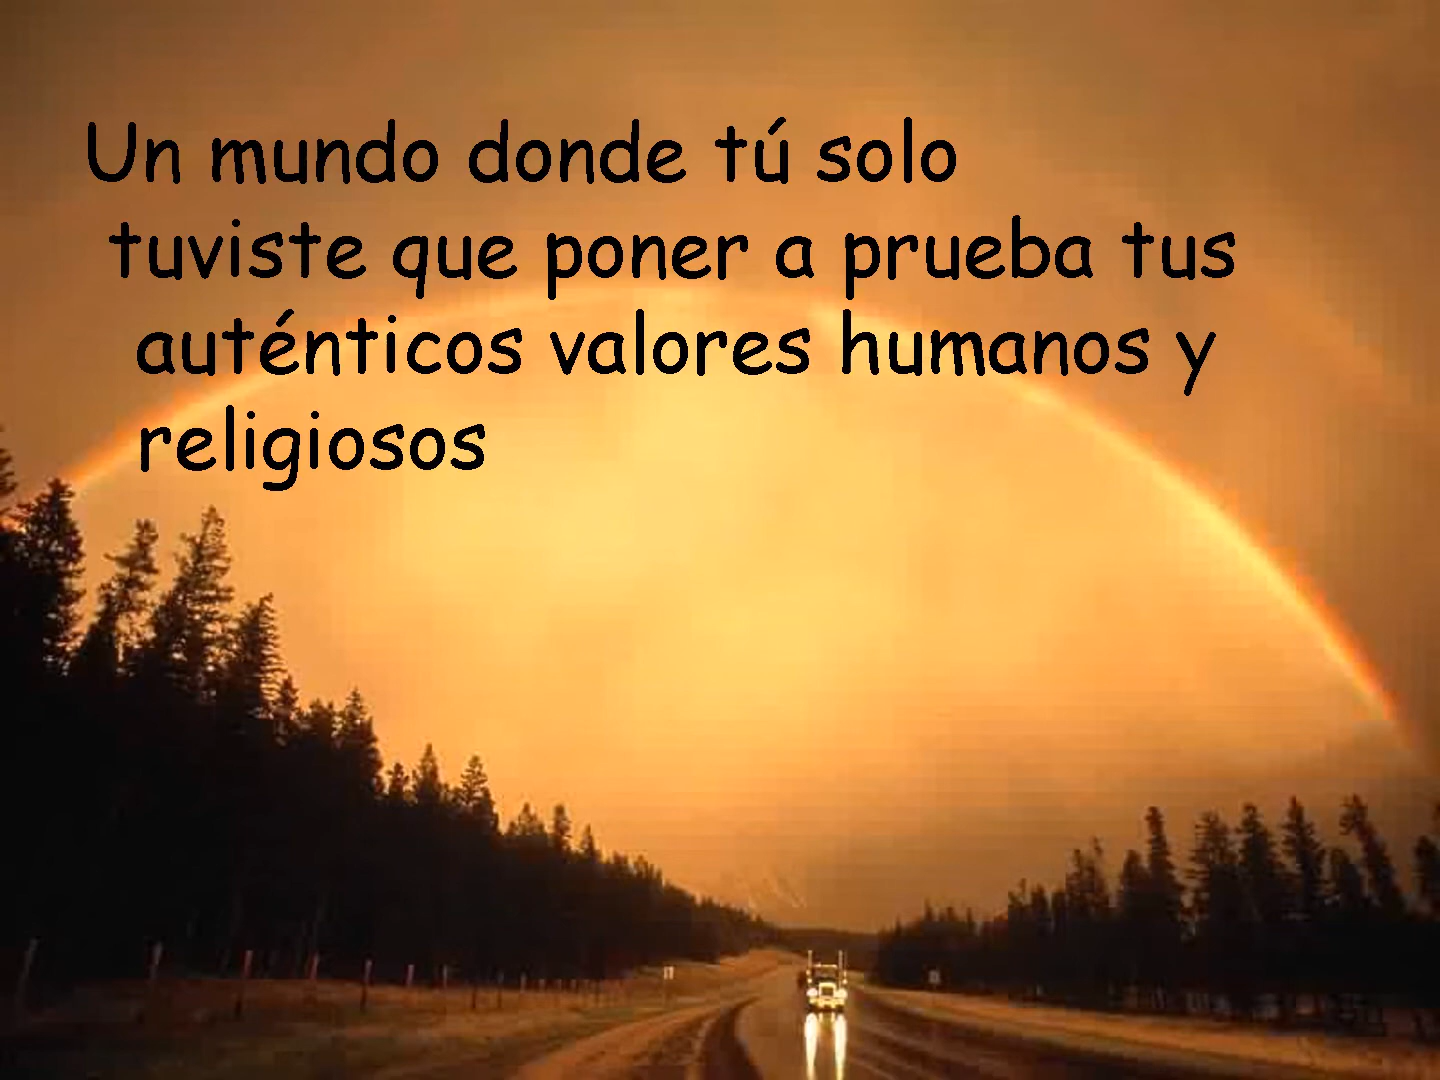 Un mundo donde tú solo
tuviste que poner a prueba tus
auténticos valores humanos y
religiosos